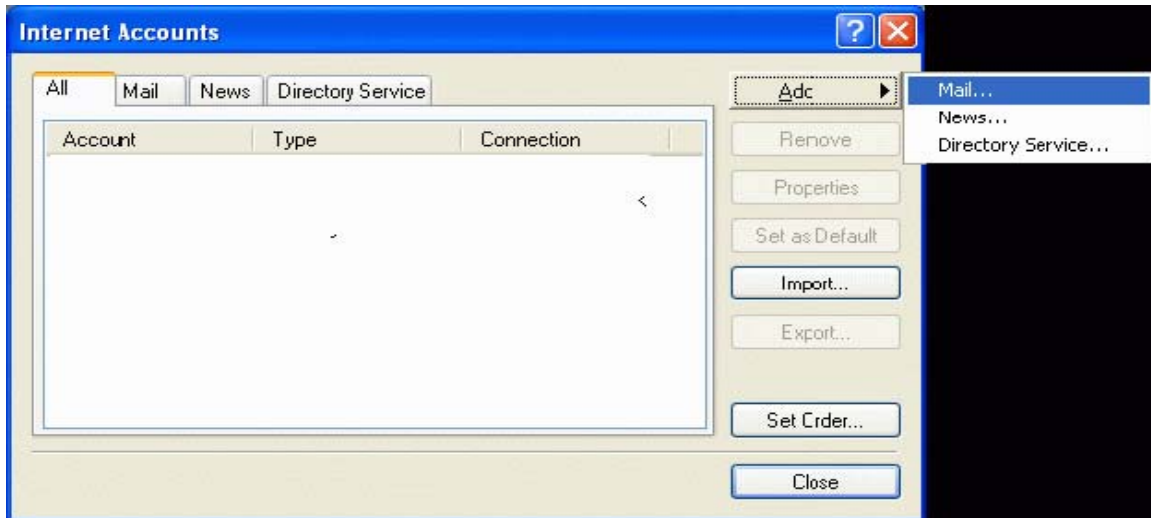 Internet Accounts
All Mail News Directory Service
Account Type Connection
Adc
Remove
Properties
Set as Default
Import...
Export...
Set Crder...
Close
Mail...
News...
Directory Service...